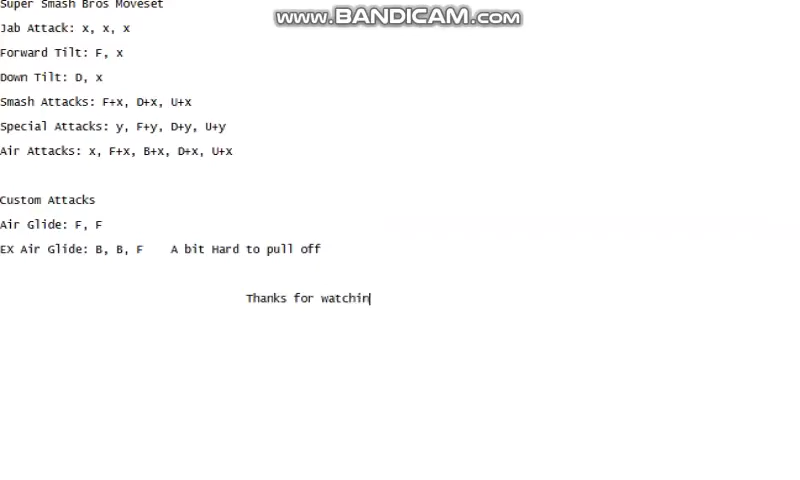 Super Smash Bros Moveset
www.BANDICAM.com
Jab Attack: x, x, x
Forward Tilt: F, x
Down Tilt: D, x
Smash Attacks: F+x, D+x, U+x
Special Attacks: y, F+y, D+y, U+y
Air Attacks: x, F+x, B+x, D+x, U+x
Custom Attacks
Air Glide: F, F
EX Air Glide: B, B, F    A bit Hard to pull off
Thanks for watchin